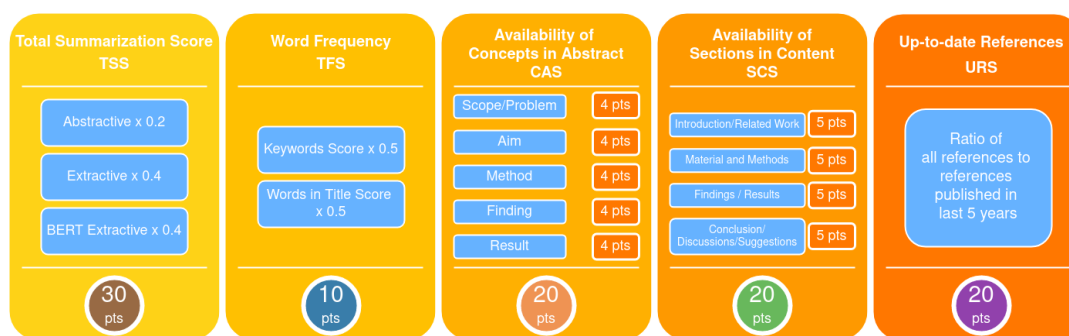 Total Summarization Score
TSS
Abstractive x 0.2
Extractive x 0.4
BERT Extractive x 0.4
30
pts
Word Frequency
TFS
Keywords Score x 0.5
Words in Title Score
x 0.5
10
pts
Availability of
Concepts in Abstract
CAS
Scope/Problem
4 pts
Aim
4 pts
Method
4 pts
Finding
4 pts
Result
4 pts
20
pts
Availability of
Sections in Content
SCS
Introduction/Related Work
5 pts
Material and Methods
5 pts
Findings / Results
5 pts
Conclusion/
Discussions/Suggestions
5 pts
20
pts
Up-to-date References
URS
Ratio of
all references to
references
published in
last 5 years
20
pts